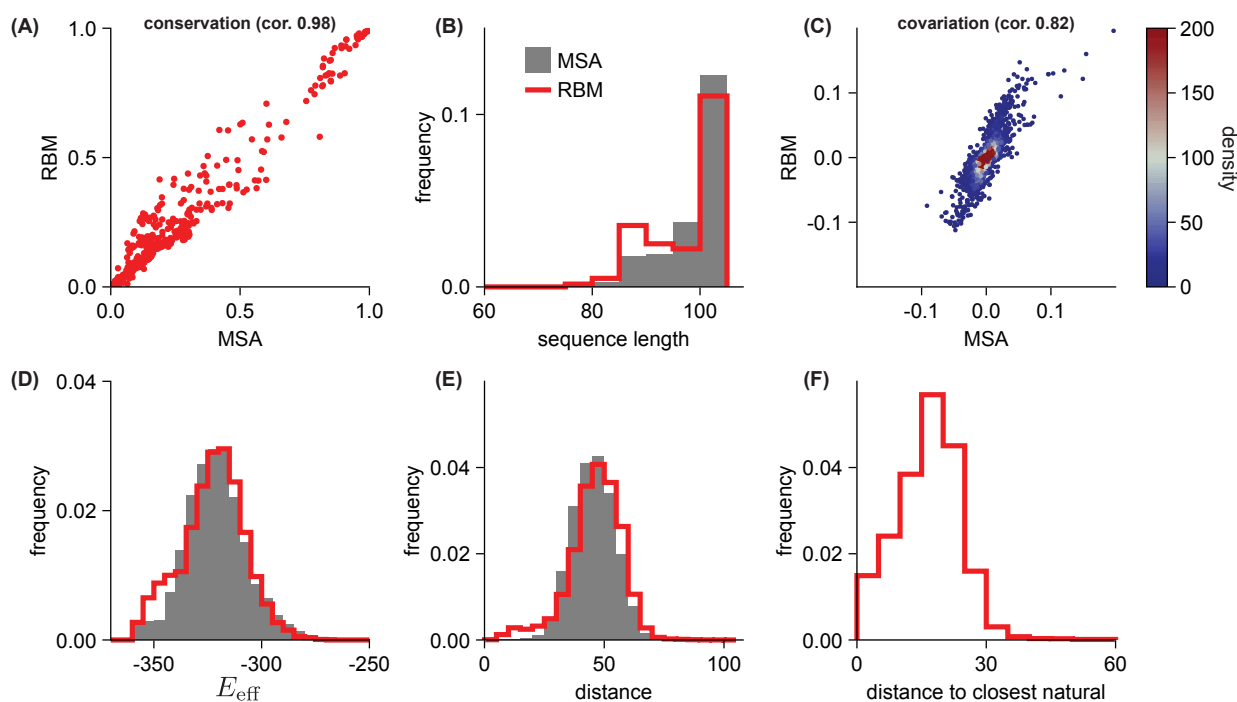 (A)
conservation (cor. 0.98)
1.0
0.5
0.0
RBM
0.0 0.5 1.0
MSA
(B)
MSA
RBM
0.1
0.0
frequency
60 80 100
sequence length
(C)
covariation (cor. 0.82)
0.1
0.0
-0.1
RBM
-0.1 0.0 0.1
MSA
200
150
100
50
0
density
(D)
0.04
0.02
0.00
frequency
-350 -300 -250
E_eff
(E)
0.04
0.02
0.00
frequency
0 50 100
distance
(F)
0.04
0.02
0.00
frequency
0 30 60
distance to closest natural